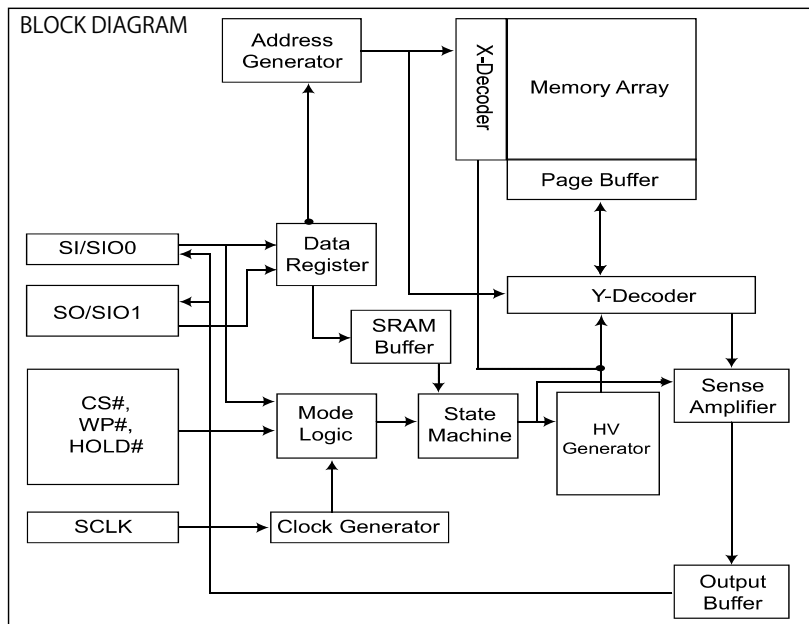 BLOCK DIAGRAM
Address
Generator
X-Decoder
Memory Array
Page Buffer
SI/SIO0
Data
Register
SO/SIO1
Y-Decoder
SRAM
Buffer
CS#,
WP#,
HOLD#
Mode
Logic
State
Machine
HV
Generator
Sense
Amplifier
SCLK
Clock Generator
Output
Buffer